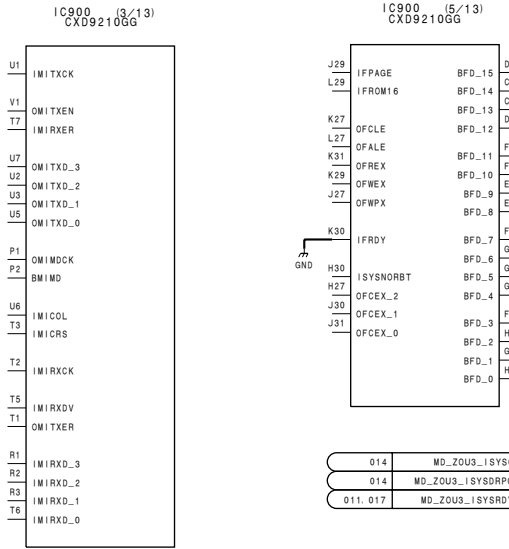 IC900 (3/13)
CXD9210GG
U1 IMITXCK
V1 OMITXEN
T7 IMIRXER
U7 OMITXD_3
U2 OMITXD_2
U3 OMITXD_1
U5 OMITXD_0
P1 OMIMDCK
P2 BMIMD
U6 IMICOL
T3 IMICRS
T2 IMIRXCK
T5 IMIRXDV
T1 OMITXER
R1 IMIRXD_3
R2 IMIRXD_2
R3 IMIRXD_1
T6 IMIRXD_0
IC900 (5/13)
CXD9210GG
J29 IFPAGE BFD_15
L29 IFROM16 BFD_14
BFD_13
K27 OFCLE BFD_12
L27 OFALE
K31 OFREX BFD_11
K29 OFWEX BFD_10
J27 OFWPX BFD_9
BFD_8
K30 IFRDY BFD_7
GND
BFD_6
H30 ISYSNORBT BFD_5
H27 OFCEX_2 BFD_4
J30 OFCEX_1
J31 OFCEX_0 BFD_3
BFD_2
BFD_1
BFD_0
014 MD_ZOU3_ISYS
014 MD_ZOU3_ISYSDRP
011.017 MD_ZOU3_ISYSRD